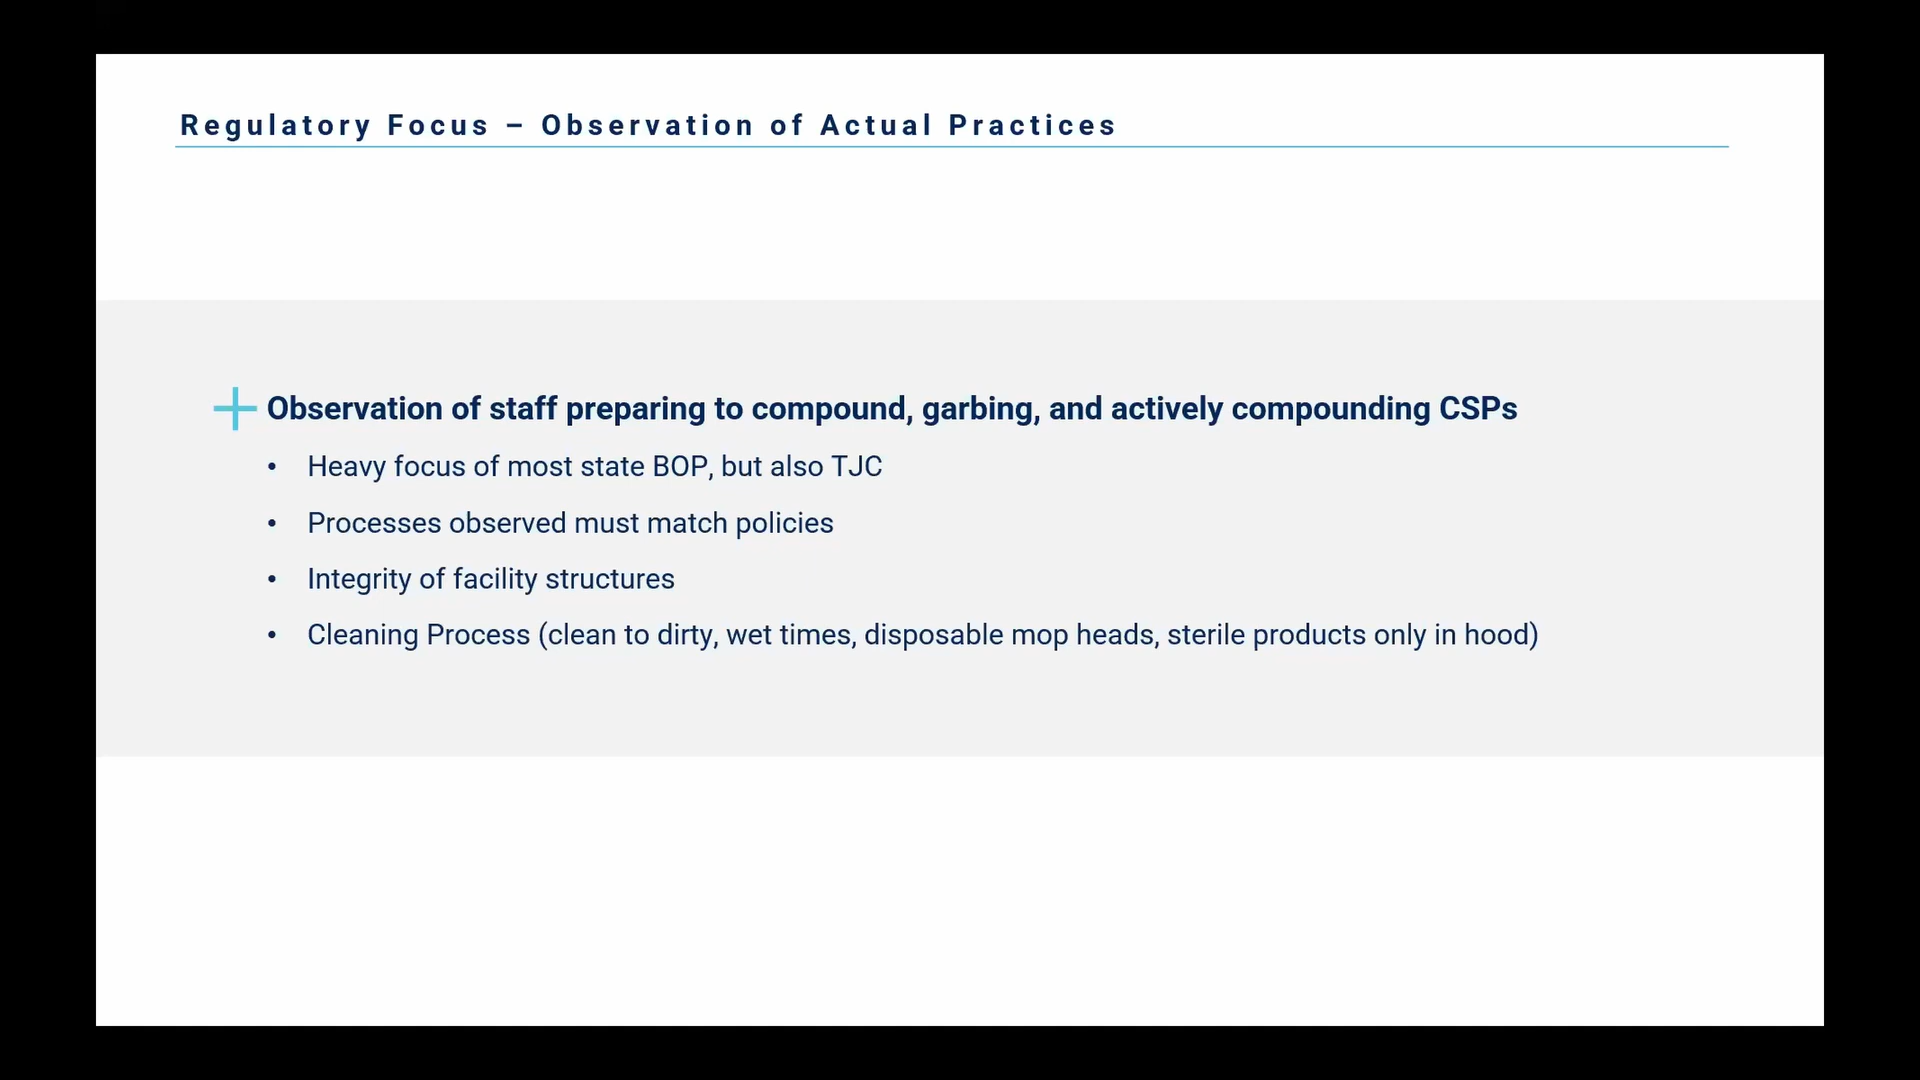 Regulatory Focus – Observation of Actual Practices
Observation of staff preparing to compound, garbing, and actively compounding CSPs
• Heavy focus of most state BOP, but also TJC
• Processes observed must match policies
• Integrity of facility structures
• Cleaning Process (clean to dirty, wet times, disposable mop heads, sterile products only in hood)